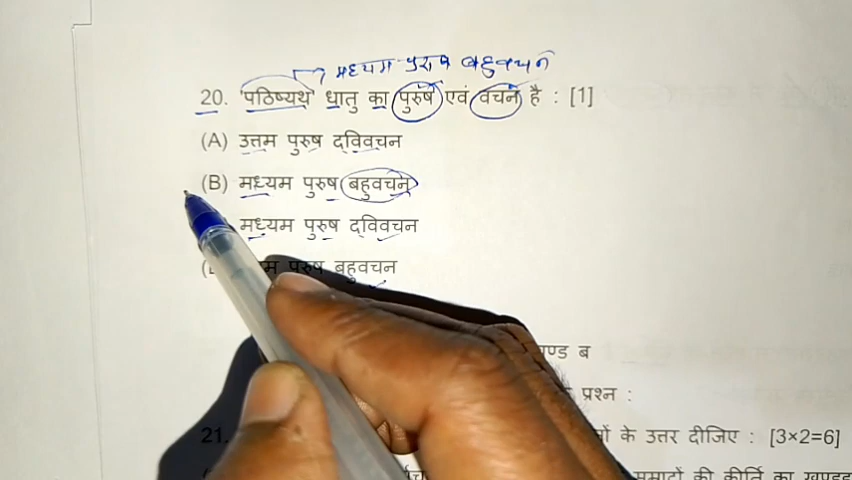 मध्यम पुरुष बहुवचन
20. 'पठिष्यथ' धातु का पुरुष एवं वचन है : [1]
(A) उत्तम पुरुष द्विवचन
(B) मध्यम पुरुष बहुवचन
मध्यम पुरुष द्विवचन
पुरुष बहुवचन
ब
प्रश्न :
21. के उत्तर दीजिए : [3×2=6]
सम्राटों की कीर्ति का